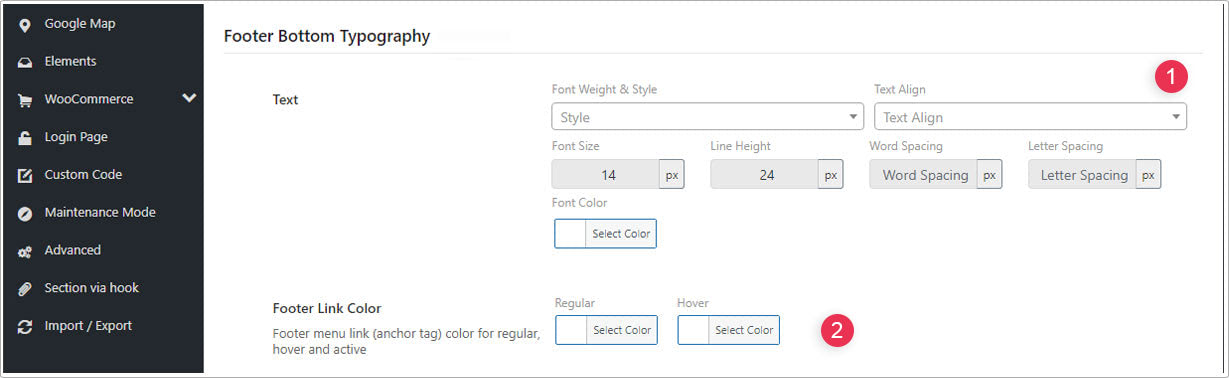 Google Map
Elements
WooCommerce
Login Page
Custom Code
Maintenance Mode
Advanced
Section via hook
Import / Export
Footer Bottom Typography
1
Text
Font Weight & Style
Text Align
Style
Text Align
Font Size
Line Height
Word Spacing
Letter Spacing
14 px
24 px
Word Spacing px
Letter Spacing px
Font Color
Select Color
Footer Link Color
Footer menu link (anchor tag) color for regular,
hover and active
Regular
Hover
Select Color
Select Color
2